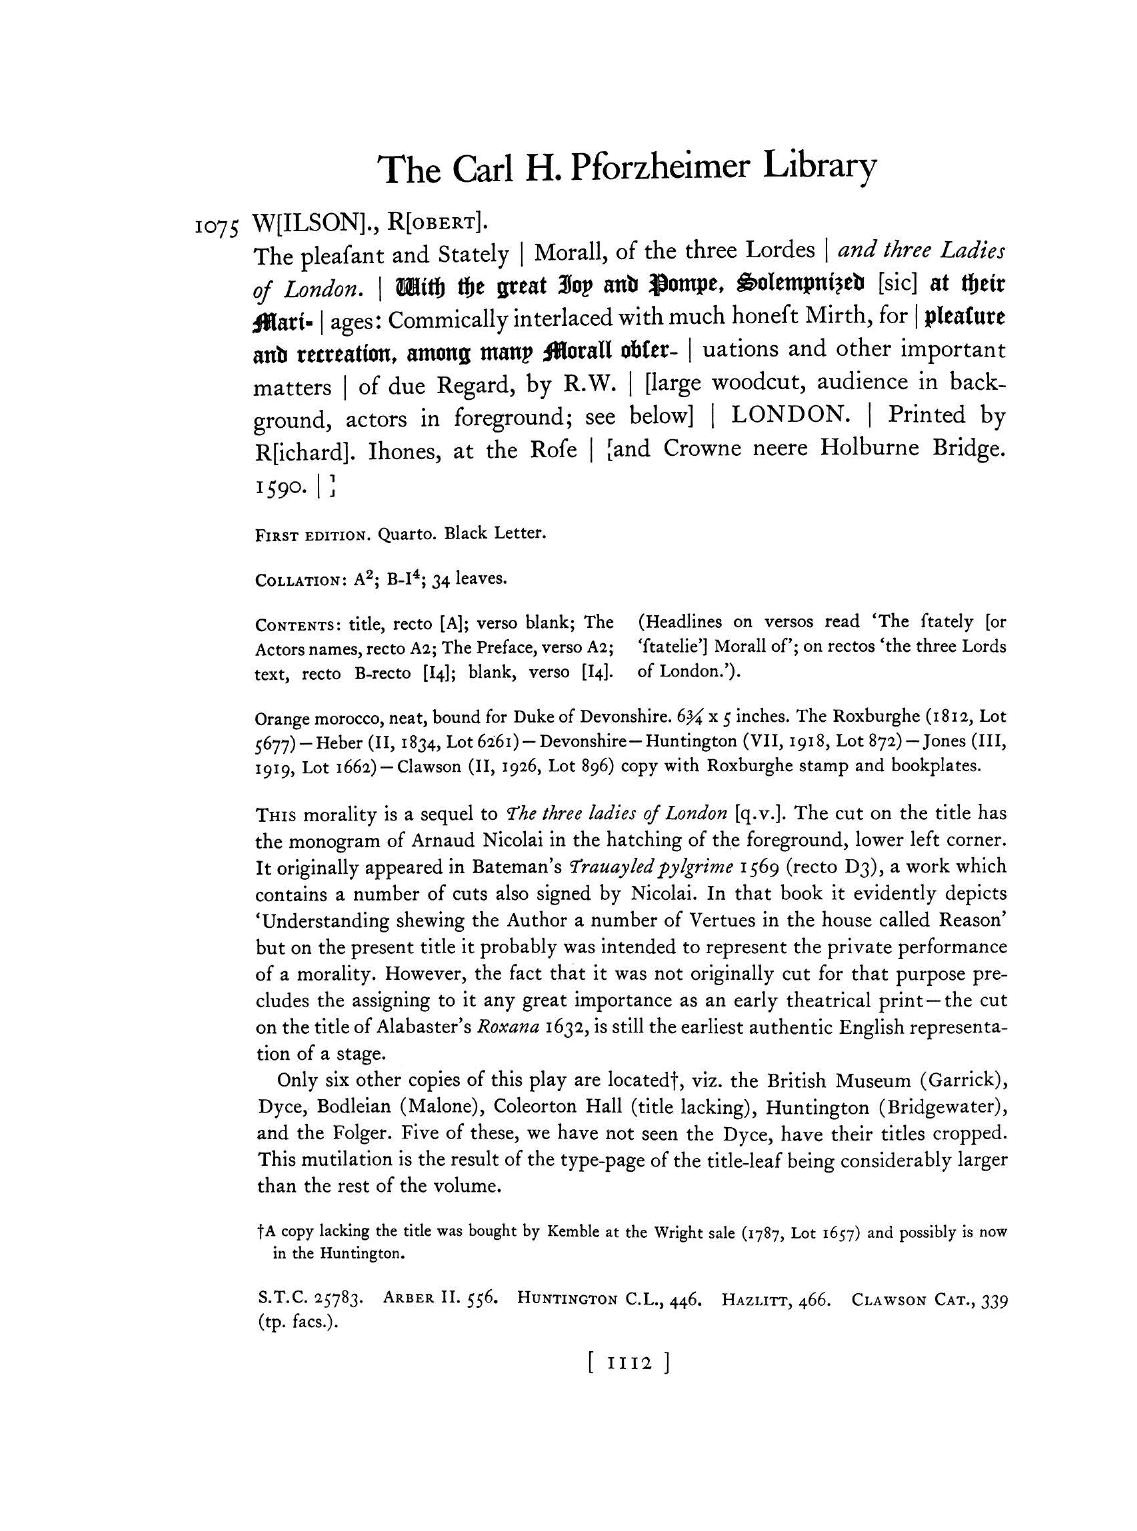 The Carl H. Pforzheimer Library
1075 W[ILSON]., R[OBERT].
The pleaſant and Stately | Morall, of the three Lordes | and three Ladies
of London. | With the great Joy and Pompe, Solempnized [sic] at their
Mari- | ages: Commically interlaced with much honeſt Mirth, for | pleaſure
and recreation, among many Morall obſer- | uations and other important
matters | of due Regard, by R.W. | [large woodcut, audience in back-
ground, actors in foreground; see below] | LONDON. | Printed by
R[ichard]. Ihones, at the Roſe | [and Crowne neere Holburne Bridge.
1590. | ]
FIRST EDITION. Quarto. Black Letter.
COLLATION: A²; B-I⁴; 34 leaves.
CONTENTS: title, recto [A]; verso blank; The
Actors names, recto A2; The Preface, verso A2;
text, recto B-recto [I4]; blank, verso [I4].
(Headlines on versos read ‘The ſtately [or
‘ſtatelie’] Morall of’; on rectos ‘the three Lords
of London.’).
Orange morocco, neat, bound for Duke of Devonshire. 6¾ x 5 inches. The Roxburghe (1812, Lot
5677)—Heber (II, 1834, Lot 6261)—Devonshire—Huntington (VII, 1918, Lot 872)—Jones (III,
1919, Lot 1662)—Clawson (II, 1926, Lot 896) copy with Roxburghe stamp and bookplates.
THIS morality is a sequel to The three ladies of London [q.v.]. The cut on the title has
the monogram of Arnaud Nicolai in the hatching of the foreground, lower left corner.
It originally appeared in Bateman’s Trauayled pylgrime 1569 (recto D3), a work which
contains a number of cuts also signed by Nicolai. In that book it evidently depicts
‘Understanding shewing the Author a number of Vertues in the house called Reason’
but on the present title it probably was intended to represent the private performance
of a morality. However, the fact that it was not originally cut for that purpose pre-
cludes the assigning to it any great importance as an early theatrical print—the cut
on the title of Alabaster’s Roxana 1632, is still the earliest authentic English representa-
tion of a stage.
Only six other copies of this play are located†, viz. the British Museum (Garrick),
Dyce, Bodleian (Malone), Coleorton Hall (title lacking), Huntington (Bridgewater),
and the Folger. Five of these, we have not seen the Dyce, have their titles cropped.
This mutilation is the result of the type-page of the title-leaf being considerably larger
than the rest of the volume.
†A copy lacking the title was bought by Kemble at the Wright sale (1787, Lot 1657) and possibly is now
in the Huntington.
S.T.C. 25783. ARBER II. 556. HUNTINGTON C.L., 446. HAZLITT, 466. CLAWSON CAT., 339
(tp. facs.).
[ 1112 ]